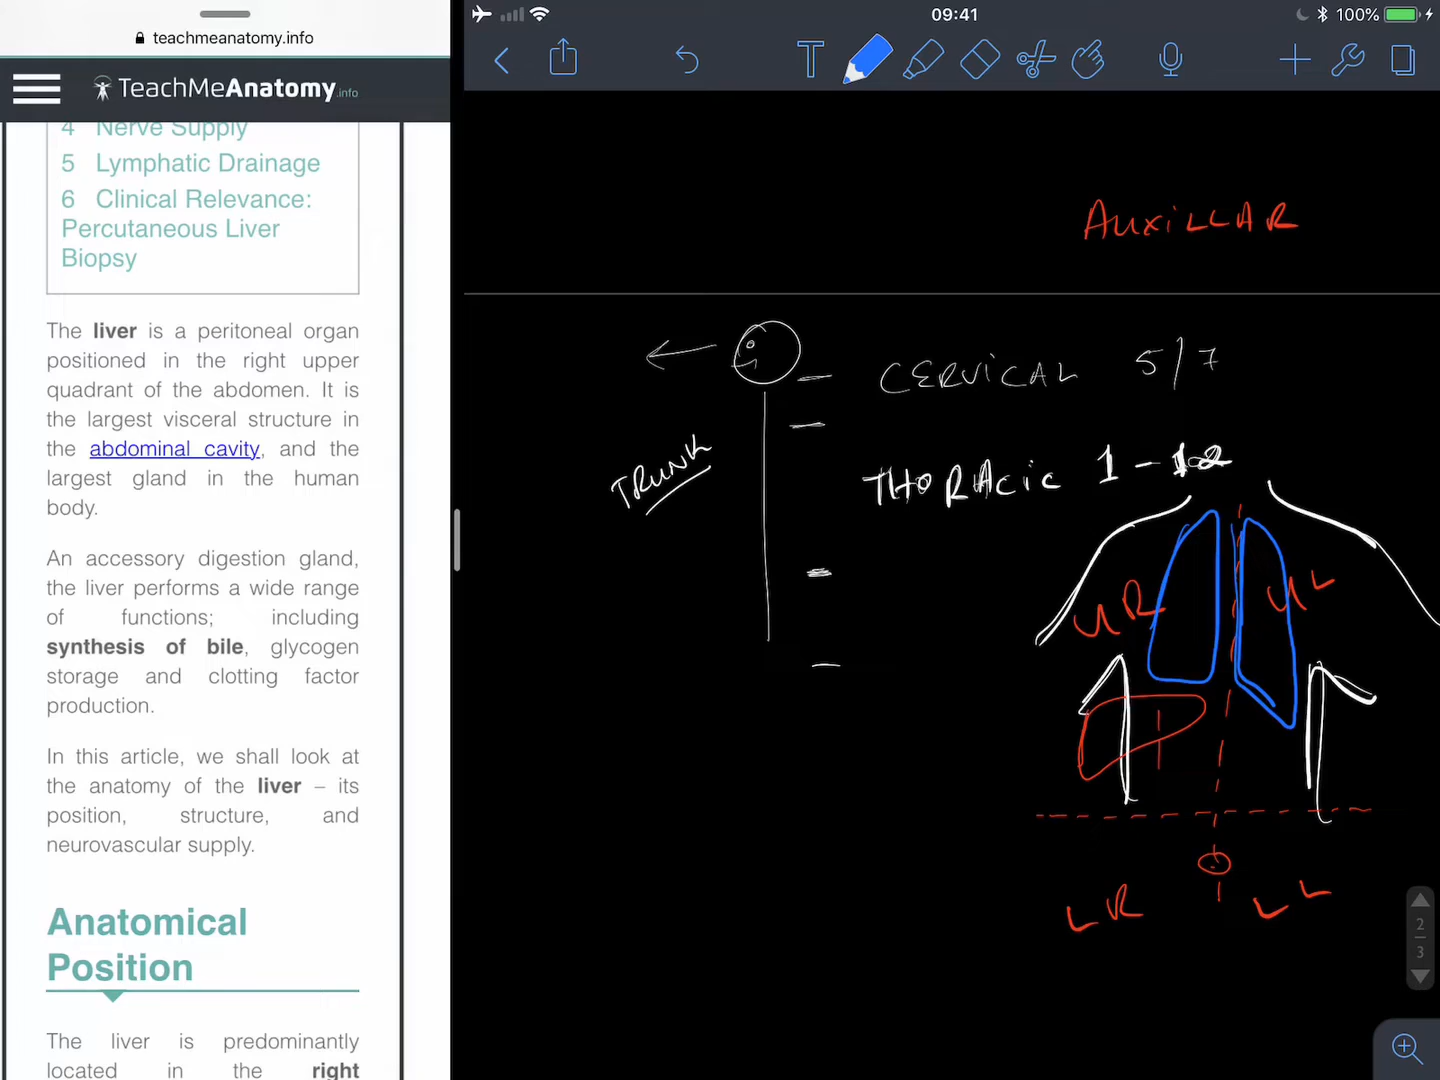 teachmeanatomy.info
TeachMeAnatomy.info
4 Nerve Supply
5 Lymphatic Drainage
6 Clinical Relevance:
Percutaneous Liver
Biopsy
The liver is a peritoneal organ
positioned in the right upper
quadrant of the abdomen. It is
the largest visceral structure in
the abdominal cavity, and the
largest gland in the human
body.
An accessory digestion gland,
the liver performs a wide range
of functions; including
synthesis of bile, glycogen
storage and clotting factor
production.
In this article, we shall look at
the anatomy of the liver – its
position, structure, and
neurovascular supply.
Anatomical
Position
The liver is predominantly
located in the right
09:41
100%
T
AuxiLLAR
CERVICAL 5/7
TRUNK
THORACIC 1-12
UR
UL
LR
LL
2
3